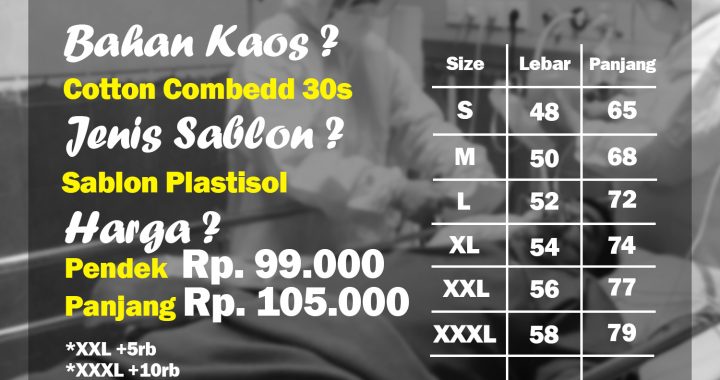 Bahan Kaos ?
Cotton Combedd 30s
Jenis Sablon ?
Sablon Plastisol
Harga ?
Pendek Rp. 99.000
Panjang Rp. 105.000
*XXL +5rb
*XXXL +10rb
Size Lebar Panjang
S 48 65
M 50 68
L 52 72
XL 54 74
XXL 56 77
XXXL 58 79